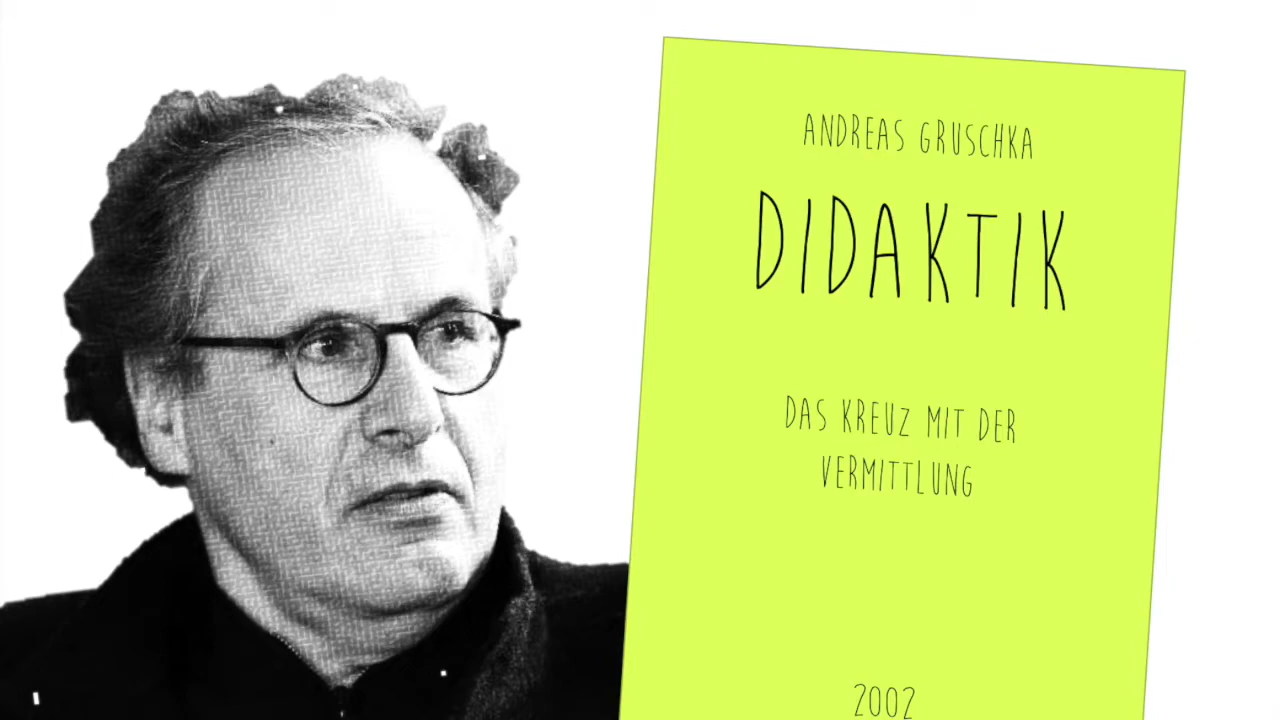 ANDREAS GRUSCHKA
DIDAKTIK
DAS KREUZ MIT DER
VERMITTLUNG
2002